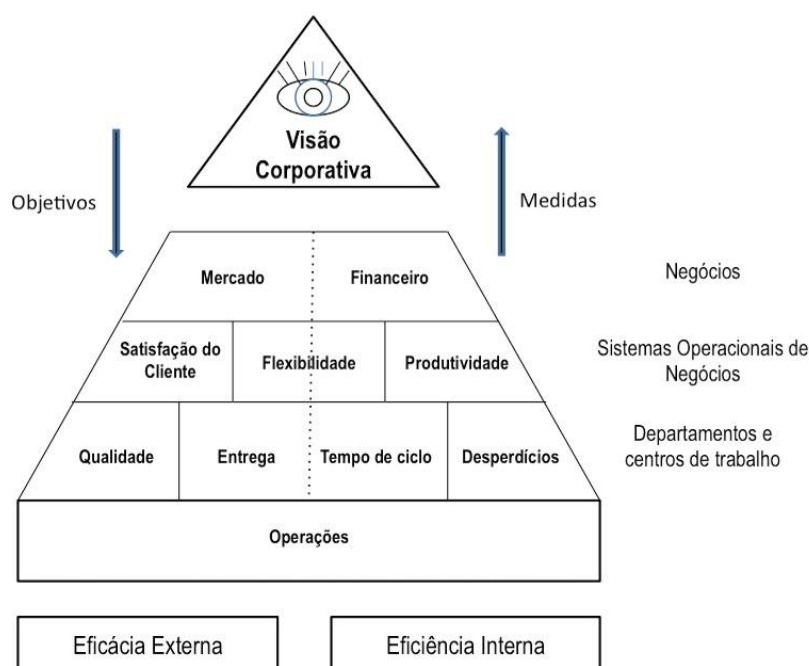 Visão
Corporativa
Objetivos
Medidas
Mercado
Financeiro
Negócios
Satisfação do
Cliente
Flexibilidade
Produtividade
Sistemas Operacionais de
Negócios
Qualidade
Entrega
Tempo de ciclo
Desperdícios
Departamentos e
centros de trabalho
Operações
Eficácia Externa
Eficiência Interna